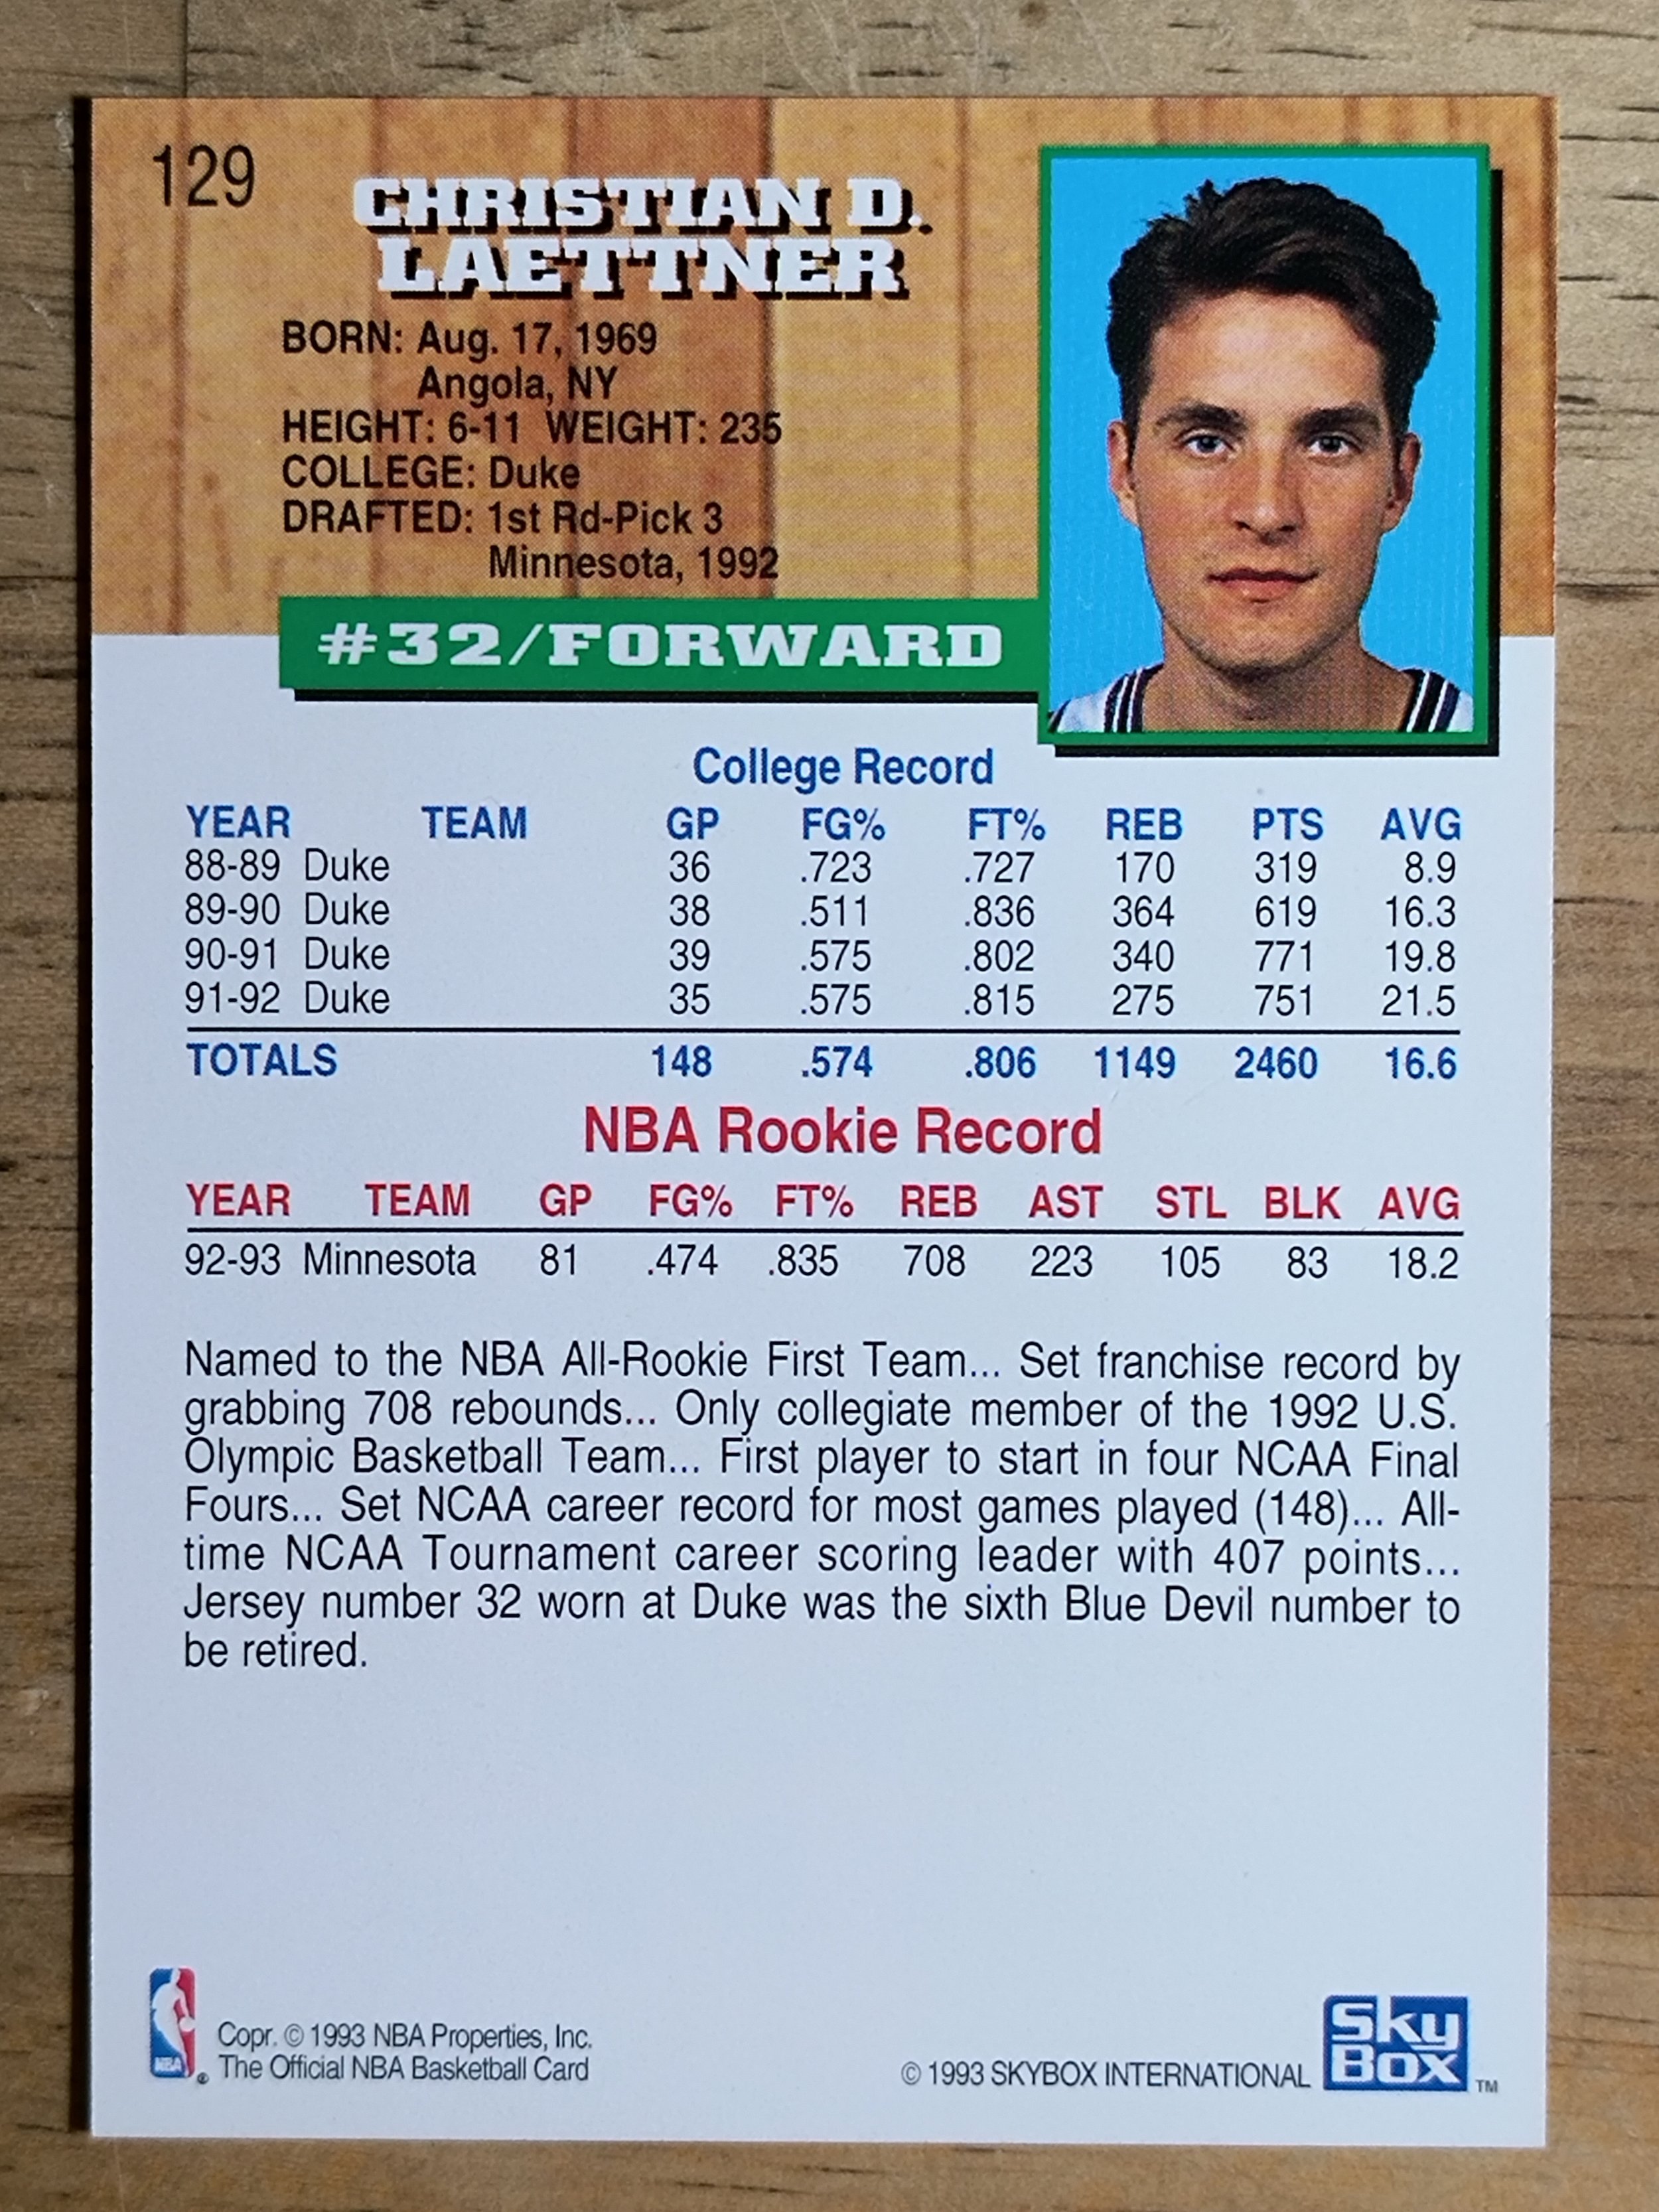 129
CHRISTIAN D.
LAETTNER
BORN: Aug. 17, 1969
Angola, NY
HEIGHT: 6-11 WEIGHT: 235
COLLEGE: Duke
DRAFTED: 1st Rd-Pick 3
Minnesota, 1992
#32/FORWARD
College Record
YEAR TEAM GP FG% FT% REB PTS AVG
88-89 Duke 36 .723 .727 170 319 8.9
89-90 Duke 38 .511 .836 364 619 16.3
90-91 Duke 39 .575 .802 340 771 19.8
91-92 Duke 35 .575 .815 275 751 21.5
TOTALS 148 .574 .806 1149 2460 16.6
NBA Rookie Record
YEAR TEAM GP FG% FT% REB AST STL BLK AVG
92-93 Minnesota 81 .474 .835 708 223 105 83 18.2
Named to the NBA All-Rookie First Team... Set franchise record by
grabbing 708 rebounds... Only collegiate member of the 1992 U.S.
Olympic Basketball Team... First player to start in four NCAA Final
Fours... Set NCAA career record for most games played (148)... All-
time NCAA Tournament career scoring leader with 407 points...
Jersey number 32 worn at Duke was the sixth Blue Devil number to
be retired.
NBA ®
Copr. © 1993 NBA Properties, Inc.
The Official NBA Basketball Card
© 1993 SKYBOX INTERNATIONAL
Sky
Box ™